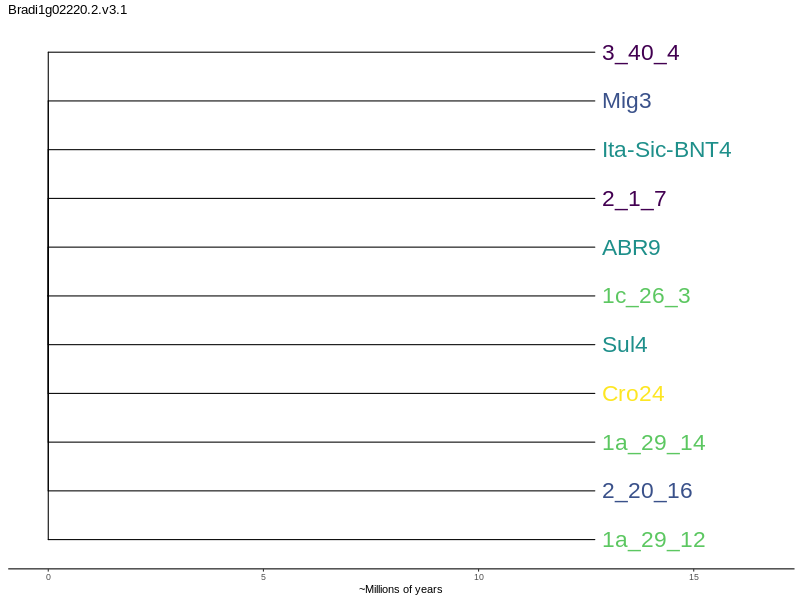 Bradi1g02220.2.v3.1
3_40_4
Mig3
Ita-Sic-BNT4
2_1_7
ABR9
1c_26_3
Sul4
Cro24
1a_29_14
2_20_16
1a_29_12
0 5 10 15
~Millions of years